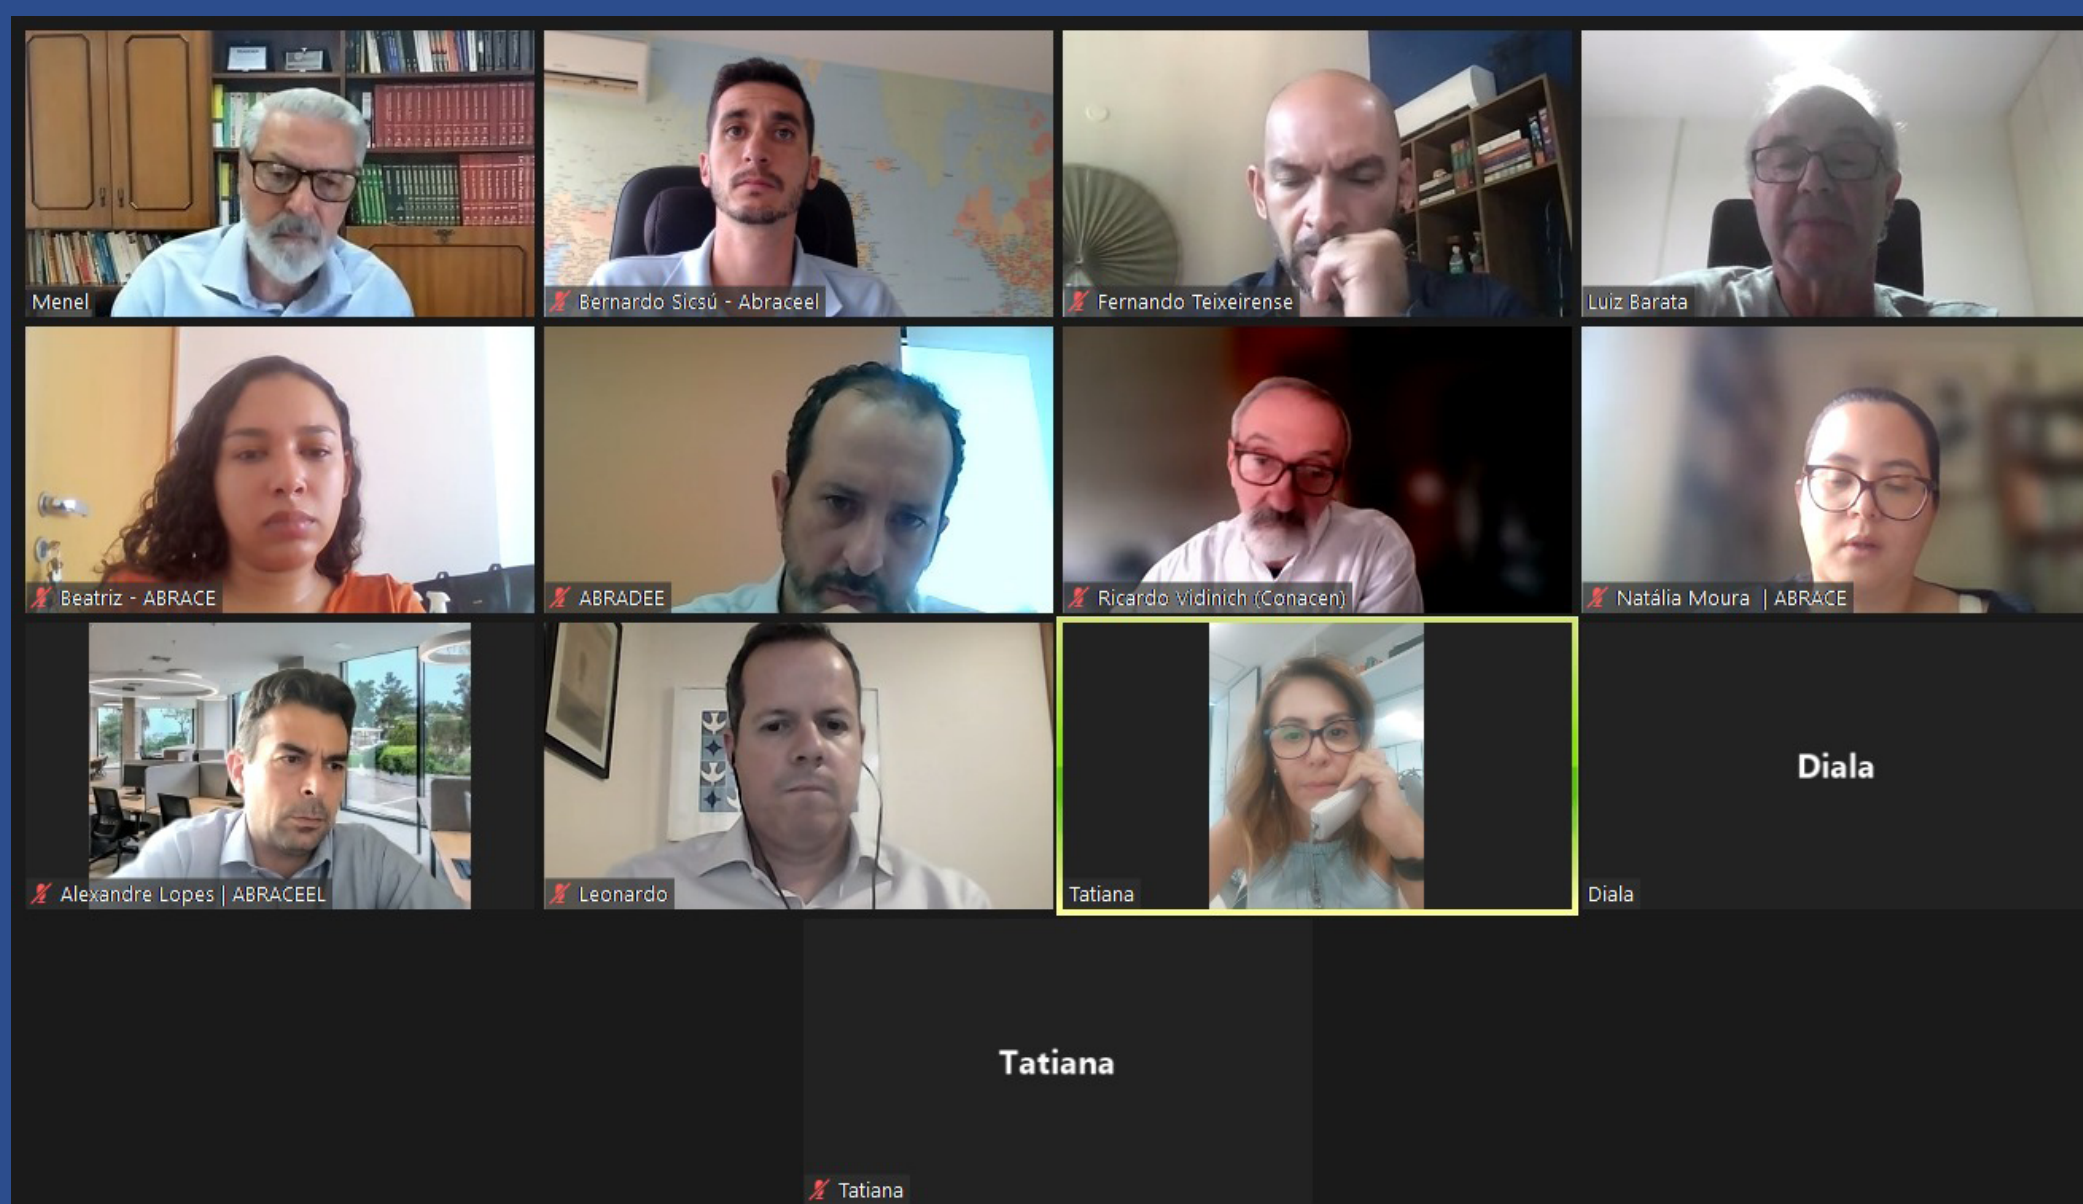 Menel
Bernardo Sicsú - Abraceel
Fernando Teixeirense
Luiz Barata
Beatriz - ABRACE
ABRADEE
Ricardo Vidinich (Conacen)
Natália Moura | ABRACE
Alexandre Lopes | ABRACEEL
Leonardo
Tatiana
Diala
Diala
Tatiana
Tatiana